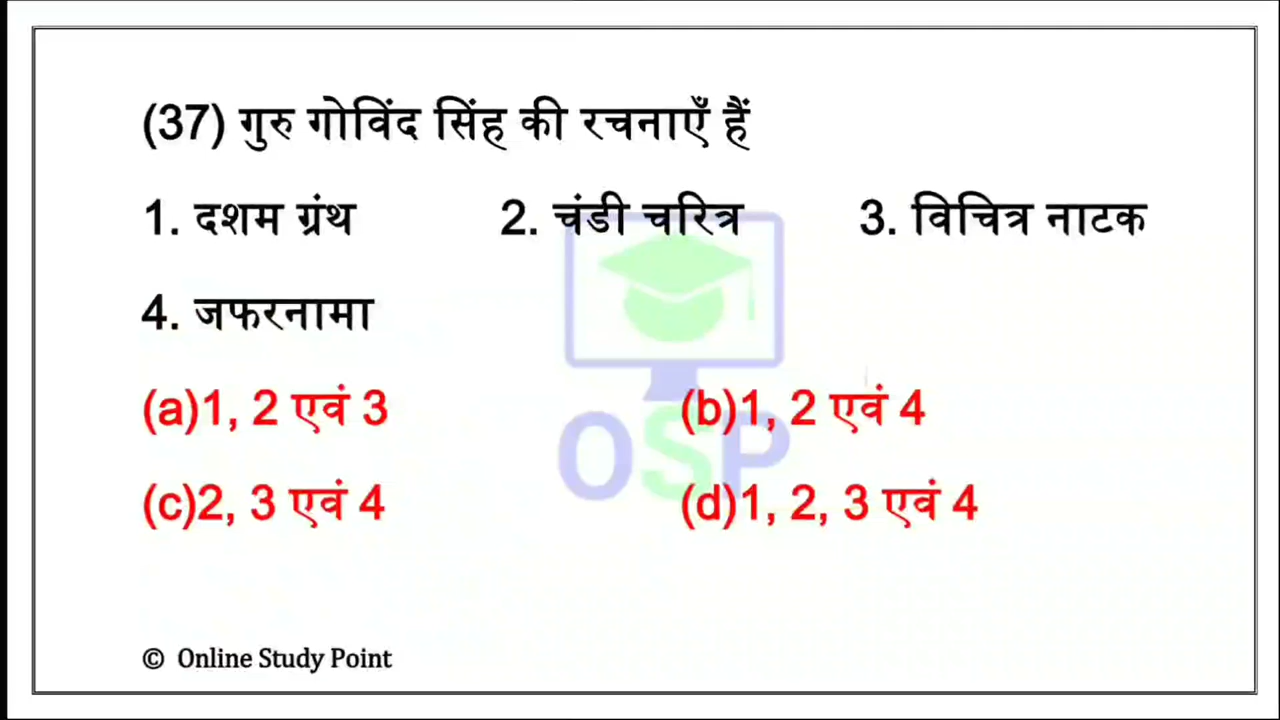 (37) गुरु गोविंद सिंह की रचनाएँ हैं
1. दशम ग्रंथ 2. चंडी चरित्र 3. विचित्र नाटक
4. जफरनामा
(a)1, 2 एवं 3 (b)1, 2 एवं 4
(c)2, 3 एवं 4 (d)1, 2, 3 एवं 4
OSP
© Online Study Point